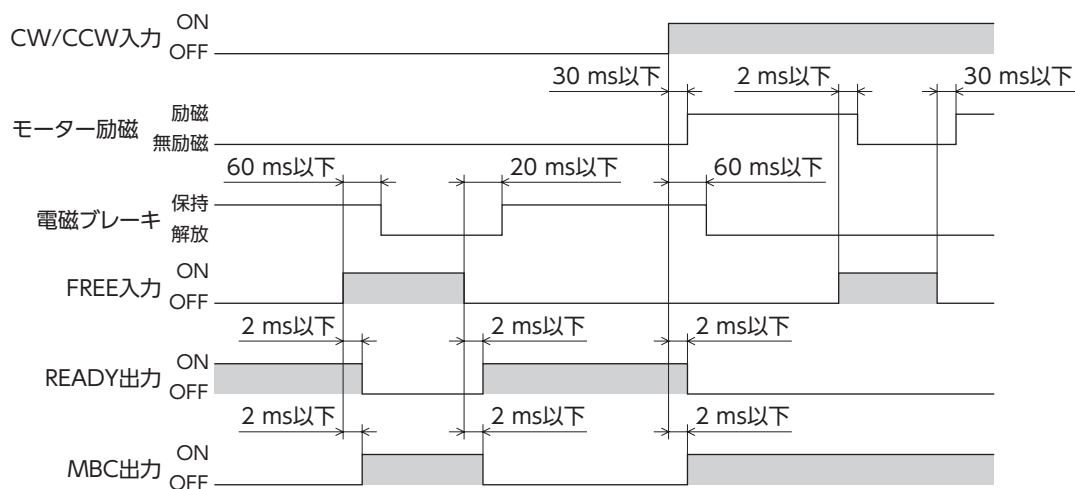 ON
CW/CCW入力
OFF
30 ms以下 2 ms以下 30 ms以下
励磁
モーター励磁
無励磁
60 ms以下 20 ms以下 60 ms以下
保持
電磁ブレーキ
解放
ON
FREE入力
OFF
2 ms以下 2 ms以下 2 ms以下
ON
READY出力
OFF
2 ms以下 2 ms以下 2 ms以下
ON
MBC出力
OFF